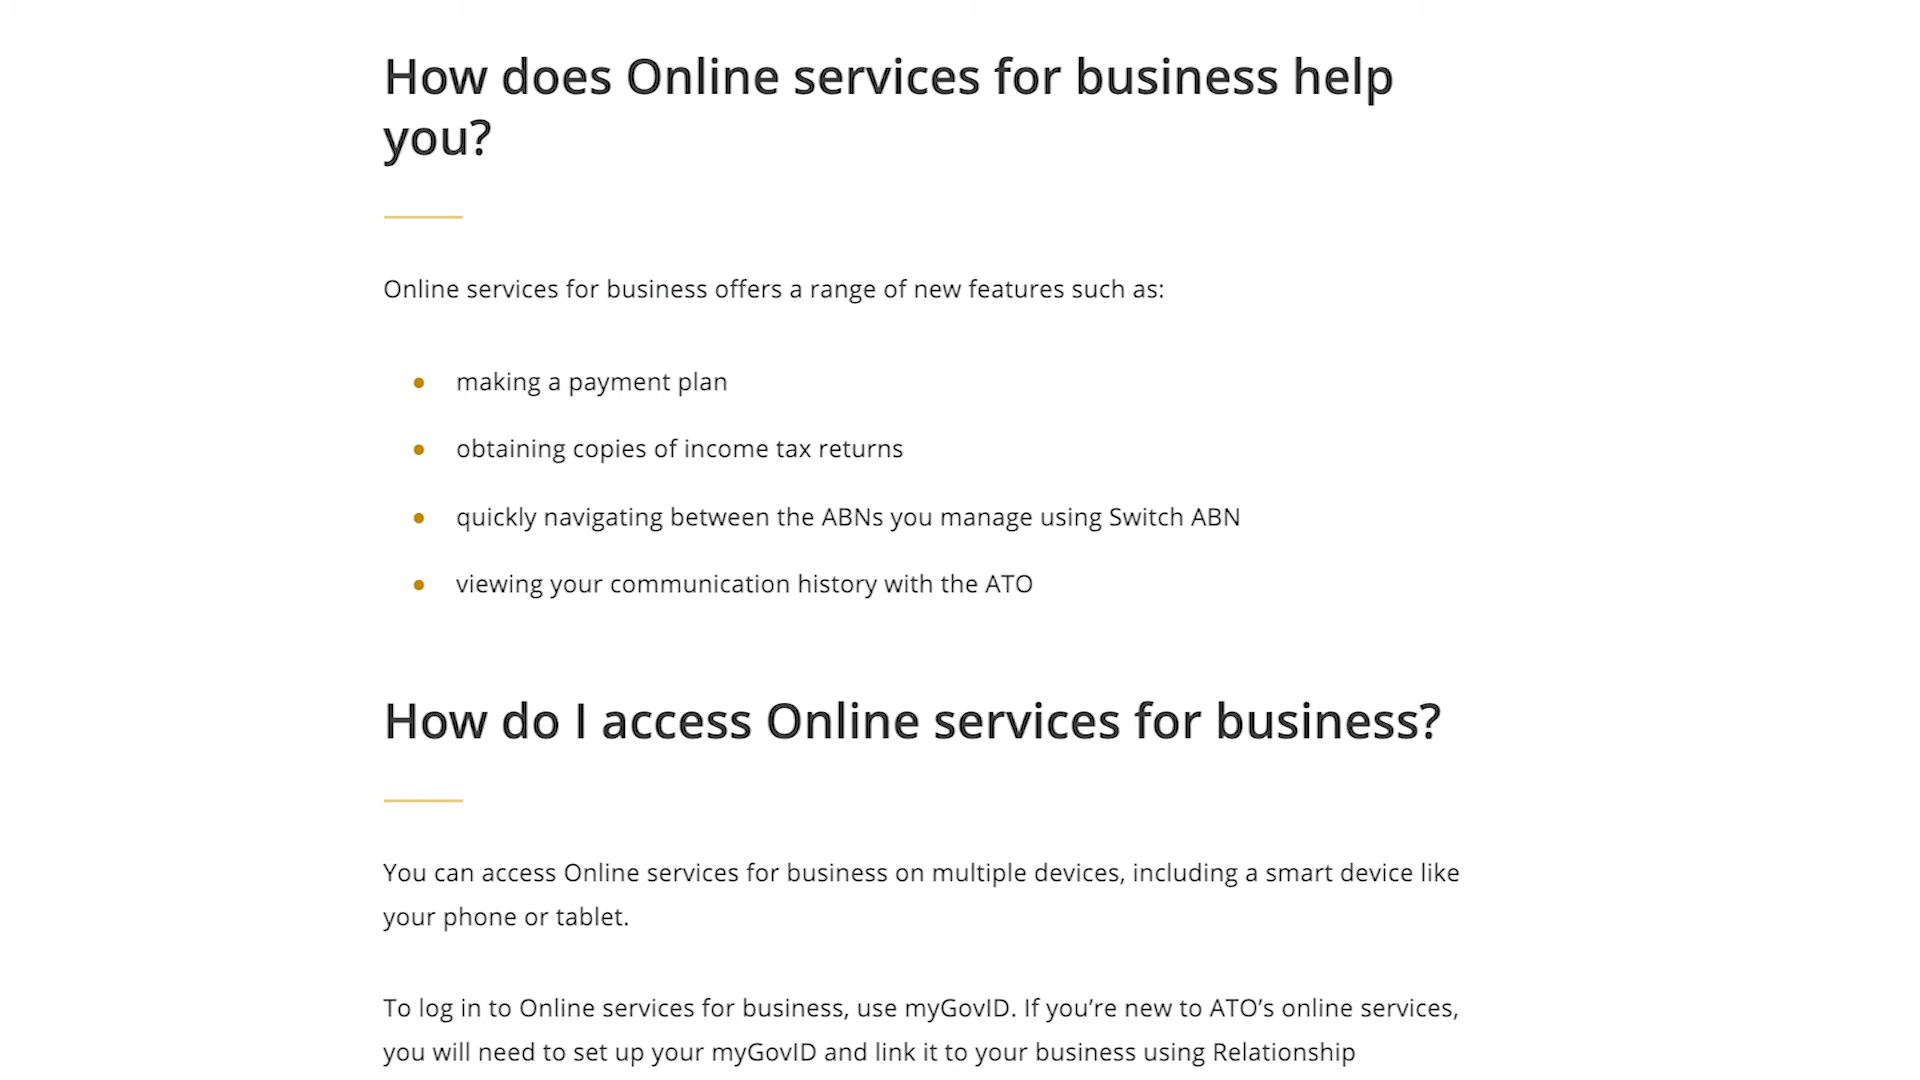 How does Online services for business help
you?
Online services for business offers a range of new features such as:
• making a payment plan
• obtaining copies of income tax returns
• quickly navigating between the ABNs you manage using Switch ABN
• viewing your communication history with the ATO
How do I access Online services for business?
You can access Online services for business on multiple devices, including a smart device like
your phone or tablet.
To log in to Online services for business, use myGovID. If you’re new to ATO’s online services,
you will need to set up your myGovID and link it to your business using Relationship